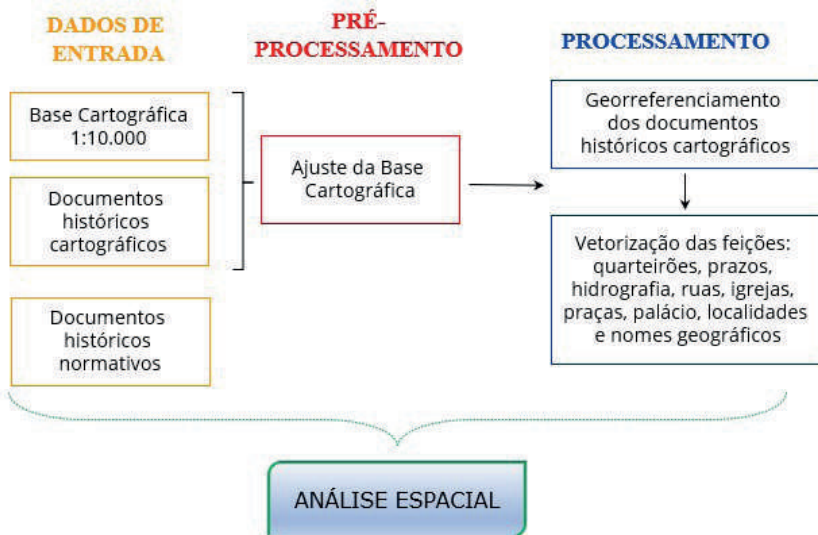 DADOS DE
ENTRADA
Base Cartográfica
1:10.000
Documentos
históricos
cartográficos
Documentos
históricos
normativos
PRÉ-
PROCESSAMENTO
Ajuste da Base
Cartográfica
PROCESSAMENTO
Georreferenciamento
dos documentos
históricos cartográficos
Vetorização das feições:
quarteirões, prazos,
hidrografia, ruas, igrejas,
praças, palácio, localidades
e nomes geográficos
ANÁLISE ESPACIAL